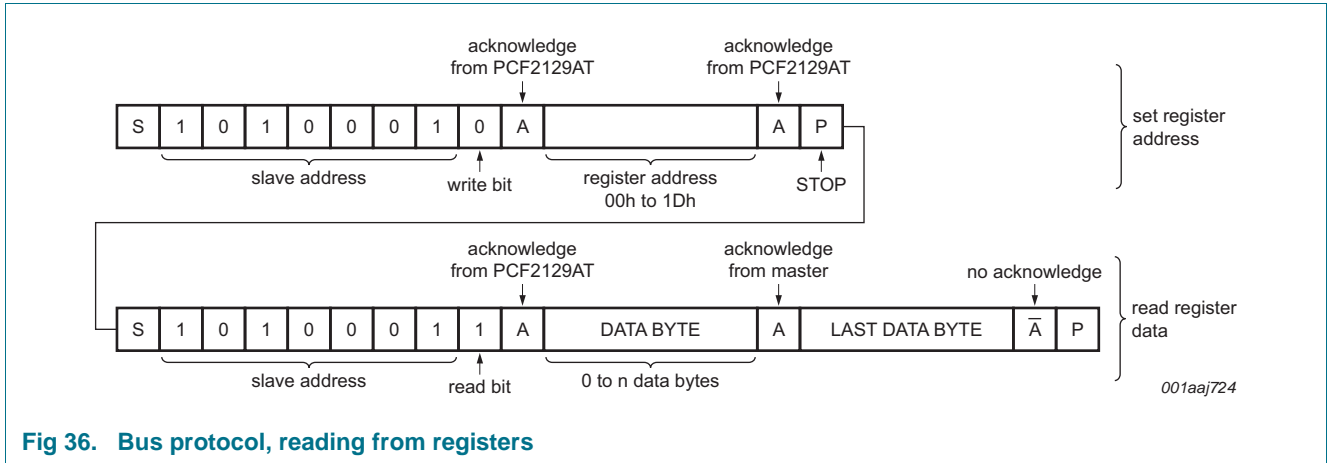 acknowledge
from PCF2129AT
acknowledge
from PCF2129AT
S 1 0 1 0 0 0 1 0 A A P
set register
address
slave address
write bit
register address
00h to 1Dh
STOP
acknowledge
from PCF2129AT
acknowledge
from master
no acknowledge
S 1 0 1 0 0 0 1 1 A DATA BYTE A LAST DATA BYTE A̅ P
read register
data
slave address
read bit
0 to n data bytes
001aaj724
Fig 36. Bus protocol, reading from registers